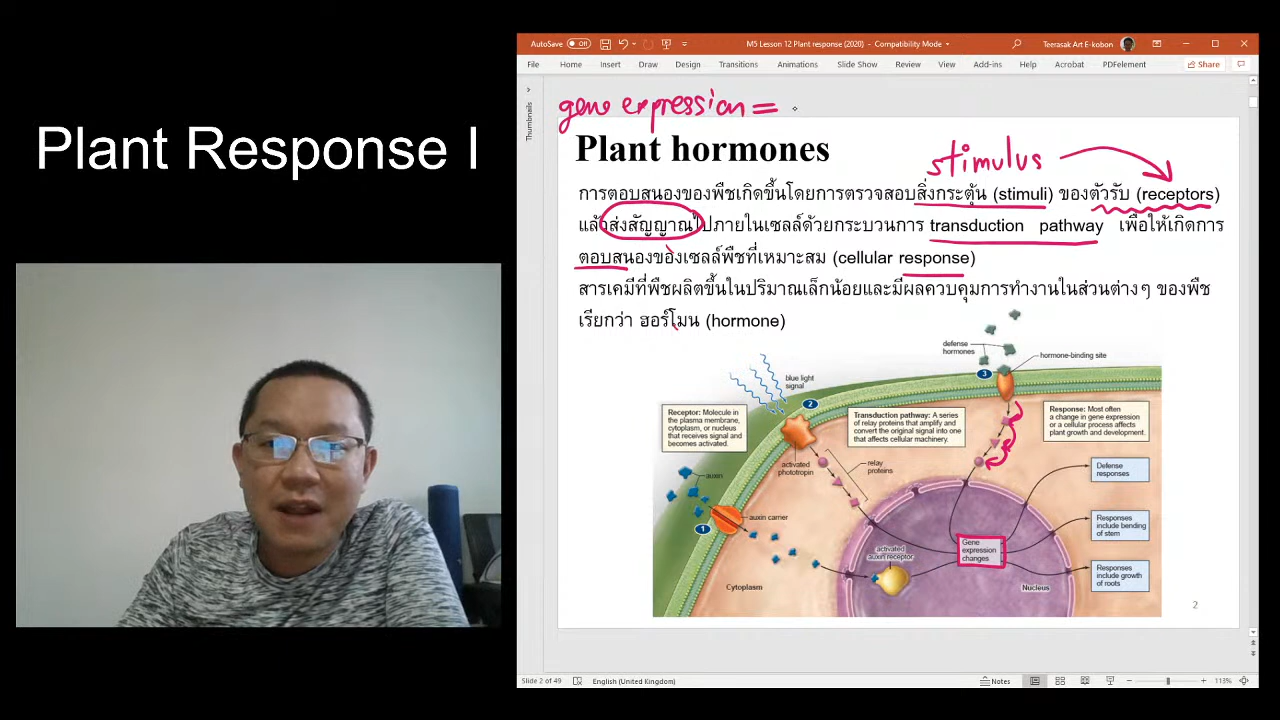 Plant Response I
AutoSave Off
M5 Lesson 12 Plant response (2020) - Compatibility Mode
Teerasak Art E-kobon
File Home Insert Draw Design Transitions Animations Slide Show Review View Add-ins Help Acrobat PDFelement Share
Thumbnails
gene expression =
Plant hormones
stimulus
การตอบสนองของพืชเกิดขึ้นโดยการตรวจสอบสิ่งกระตุ้น (stimuli) ของตัวรับ (receptors)
แล้วส่งสัญญาณไปภายในเซลล์ด้วยกระบวนการ transduction pathway เพื่อให้เกิดการ
ตอบสนองของเซลล์พืชที่เหมาะสม (cellular response)
สารเคมีที่พืชผลิตขึ้นในปริมาณเล็กน้อยและมีผลควบคุมการทำงานในส่วนต่างๆ ของพืช
เรียกว่า ฮอร์โมน (hormone)
defense
hormones
hormone-binding site
3
blue light
signal
2
Receptor: Molecule in
the plasma membrane,
cytoplasm, or nucleus
that receives signal and
becomes activated.
Transduction pathway: A series
of relay proteins that amplify and
convert the original signal into one
that affects cellular machinery.
Response: Most often
a change in gene expression
or a cellular process affects
plant growth and development.
activated
phototropin
relay
proteins
Defense
responses
auxin
auxin carrier
1
Responses
include bending
of stem
Gene
expression
changes
activated
auxin receptor
Responses
include growth
of roots
Cytoplasm
Nucleus
2
Slide 2 of 49 English (United Kingdom) Notes 113%